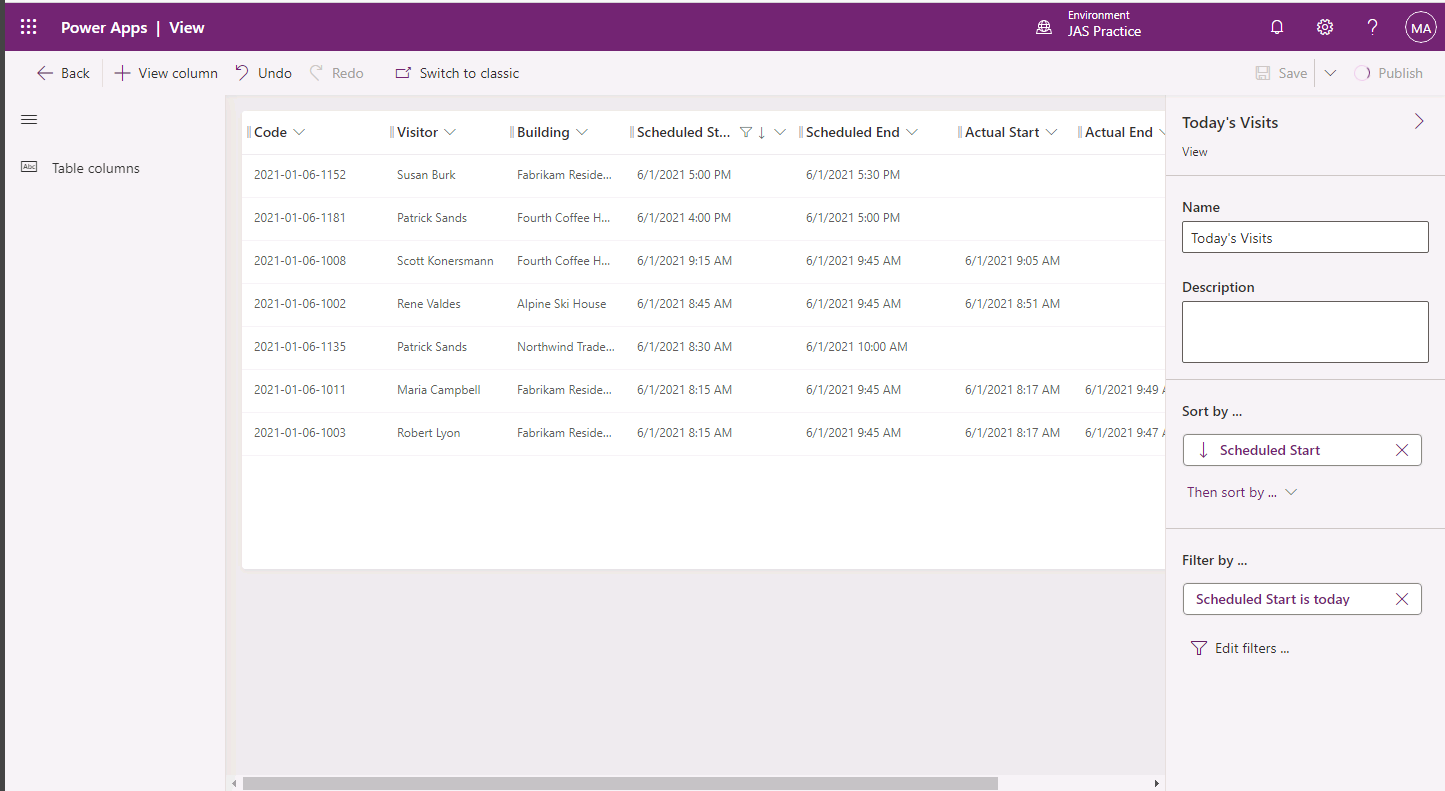 Power Apps | View
Environment
JAS Practice
MA
Back
View column
Undo
Redo
Switch to classic
Save
Publish
Abc Table columns
Code Visitor Building Scheduled St... Scheduled End Actual Start Actual End
2021-01-06-1152 Susan Burk Fabrikam Reside... 6/1/2021 5:00 PM 6/1/2021 5:30 PM
2021-01-06-1181 Patrick Sands Fourth Coffee H... 6/1/2021 4:00 PM 6/1/2021 5:00 PM
2021-01-06-1008 Scott Konersmann Fourth Coffee H... 6/1/2021 9:15 AM 6/1/2021 9:45 AM 6/1/2021 9:05 AM
2021-01-06-1002 Rene Valdes Alpine Ski House 6/1/2021 8:45 AM 6/1/2021 9:45 AM 6/1/2021 8:51 AM
2021-01-06-1135 Patrick Sands Northwind Trade... 6/1/2021 8:30 AM 6/1/2021 10:00 AM
2021-01-06-1011 Maria Campbell Fabrikam Reside... 6/1/2021 8:15 AM 6/1/2021 9:45 AM 6/1/2021 8:17 AM 6/1/2021 9:49
2021-01-06-1003 Robert Lyon Fabrikam Reside... 6/1/2021 8:15 AM 6/1/2021 9:45 AM 6/1/2021 8:17 AM 6/1/2021 9:47
Today's Visits
View
Name
Today's Visits
Description
Sort by ...
Scheduled Start
Then sort by ...
Filter by ...
Scheduled Start is today
Edit filters ...